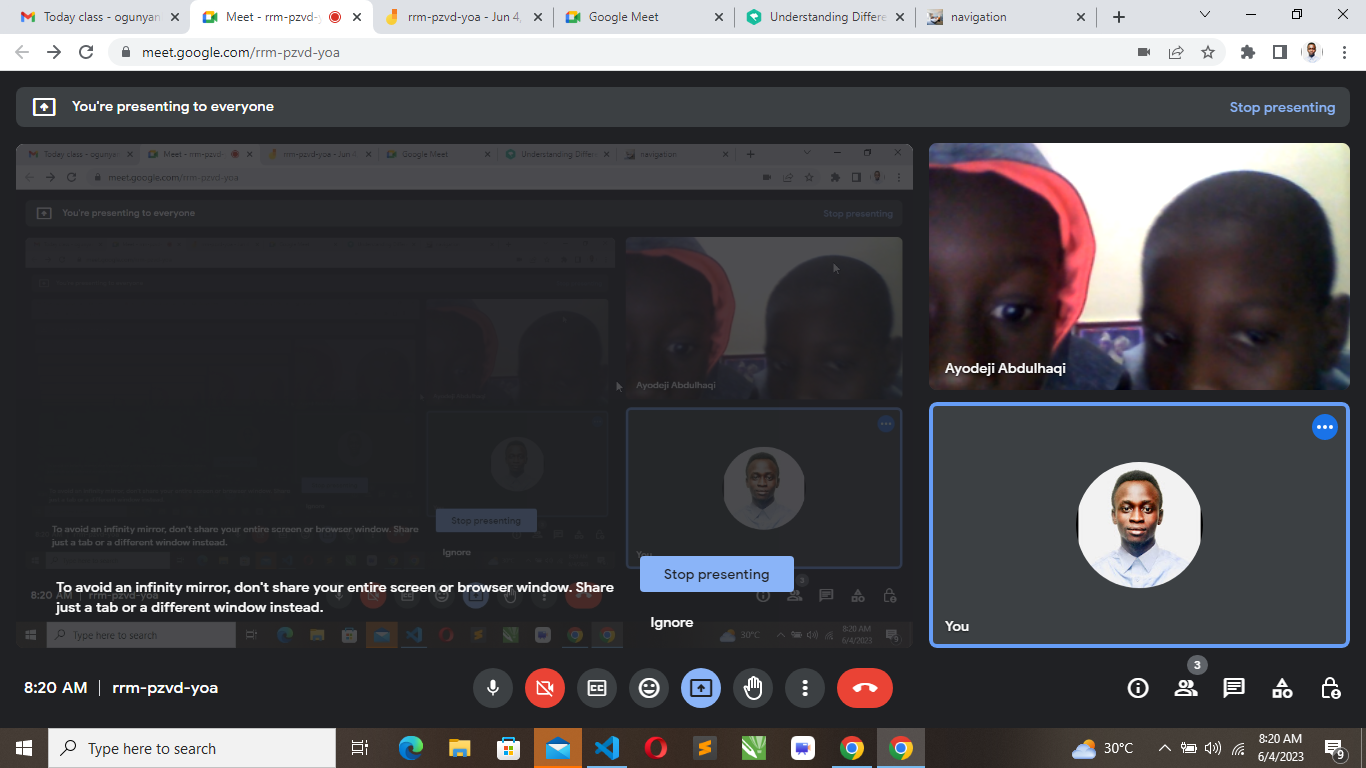 Today class - ogunyan
Meet - rrm-pzvd-y
rrm-pzvd-yoa - Jun 4,
Google Meet
Understanding Differe
navigation
meet.google.com/rrm-pzvd-yoa
You're presenting to everyone
Stop presenting
Today class - ogunya
Meet - rrm-pzvd-
rrm-pzvd-yoa - Jun 4
Google Meet
Understanding Differe
navigation
meet.google.com/rrm-pzvd-yoa
You're presenting to everyone
Stop presenting
Ayodeji Abdulhaqi
To avoid an infinity mirror, don't share your entire screen or browser window. Share
just a tab or a different window instead.
Stop presenting
Ignore
You
8:20 AM
rrm-pzvd-yoa
3
Type here to search
30°C
8:20 AM
6/4/2023
To avoid an infinity mirror, don't share your entire screen or browser window. Share
just a tab or a different window instead.
Stop presenting
Ignore
Ayodeji Abdulhaqi
You
8:20 AM
rrm-pzvd-yoa
3
Type here to search
30°C
8:20 AM
6/4/2023
9